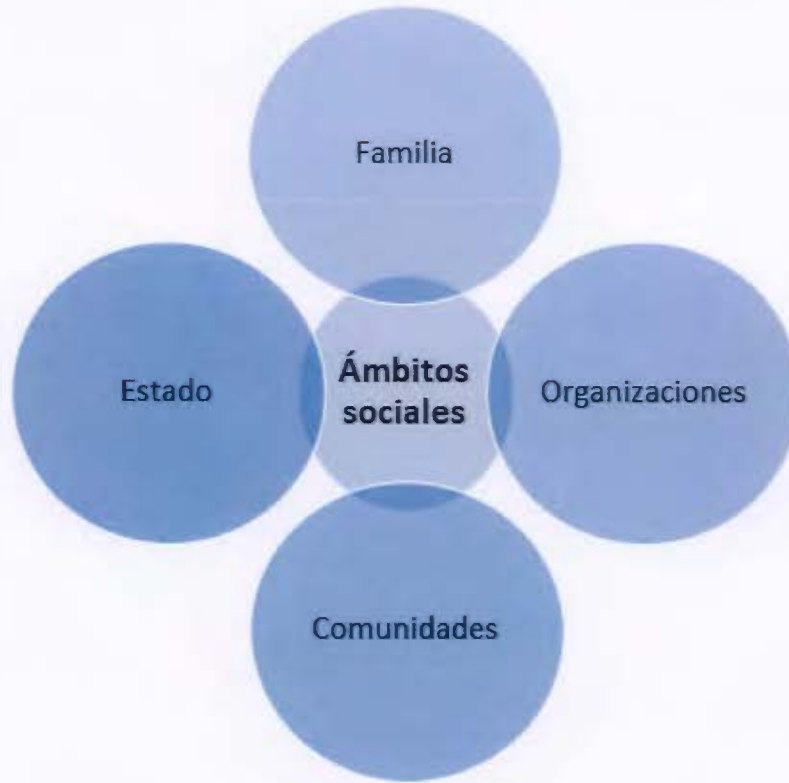 Familia
Estado
Ámbitos
sociales
Organizaciones
Comunidades